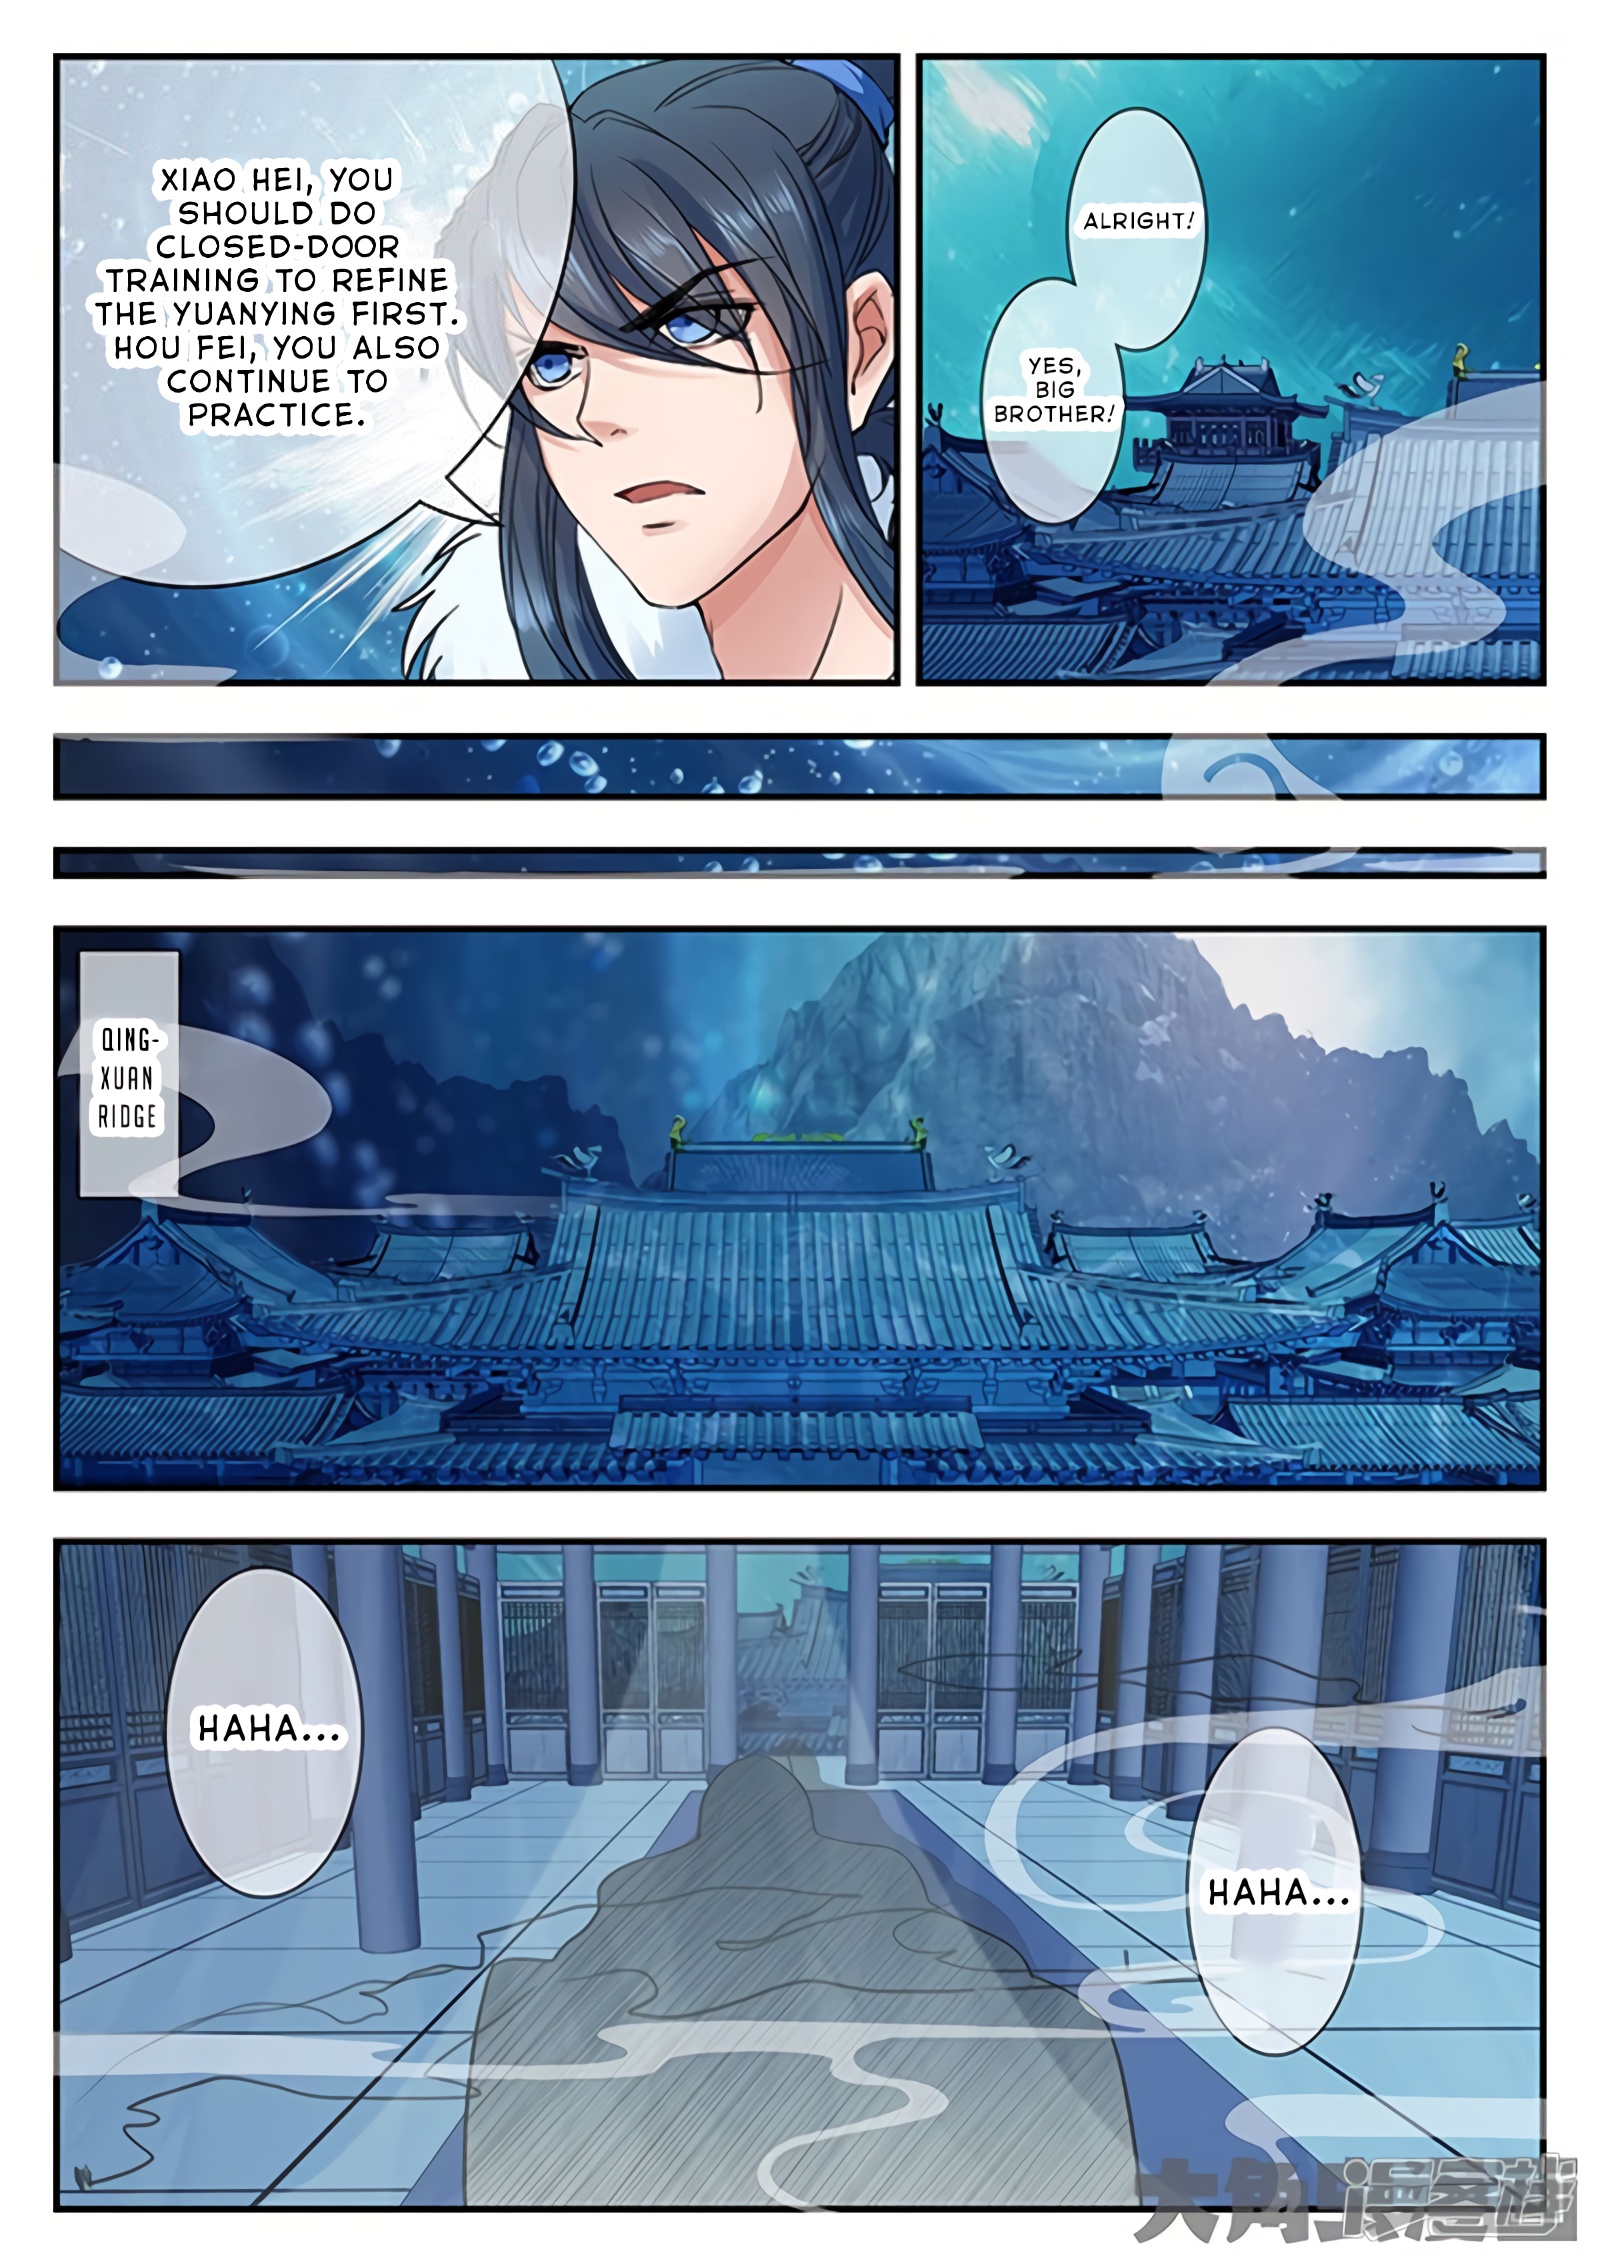 XIAO HEI, YOU
SHOULD DO
CLOSED-DOOR
TRAINING TO REFINE
THE YUANYING FIRST.
HOU FEI, YOU ALSO
CONTINUE TO
PRACTICE.
ALRIGHT!
YES,
BIG
BROTHER!
QING-
XUAN
RIDGE
HAHA...
HAHA...